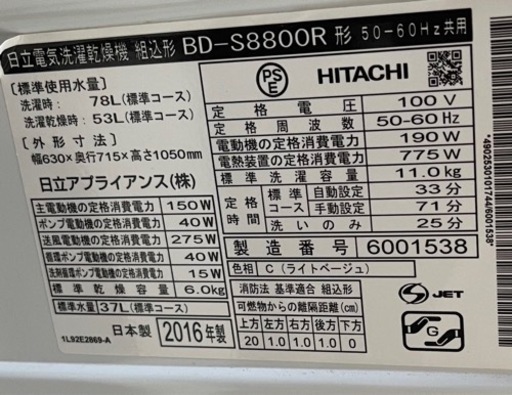 日立電気洗濯乾燥機 組込形 BD-S8800R 形 50-60Hz共用
[標準使用水量]
洗濯時: 78L(標準コース)
洗濯乾燥時: 53L(標準コース)
[外形寸法]
幅630×奥行715×高さ1050mm
日立アプライアンス(株)
主電動機の定格消費電力 150W
ポンプ電動機の定格消費電力 40W
送風電動機の定格消費電力 275W
循環ポンプ電動機の定格消費電力 40W
洗剤循環ポンプ電動機の定格消費電力 15W
標準乾燥容量 6.0kg
標準水量 37L(標準コース)
日本製 2016年製
1L92E2869-A
PS
E
HITACHI
定格電圧 100V
定格周波数 50-60Hz
電動機の定格消費電力 190W
電熱装置の定格消費電力 775W
標準洗濯容量 11.0kg
定格時間 標準コース 自動設定 33分
手動設定 71分
洗いのみ 25分
製造番号 6001538
色相 C(ライトベージュ)
消防法 基準適合 組込形
可燃物からの離隔距離(cm)
上方 左方 右方 前方 後方 下方
20 1.0 1.0 0 1.0 0
S JET
G
*4902530101744/6001538*